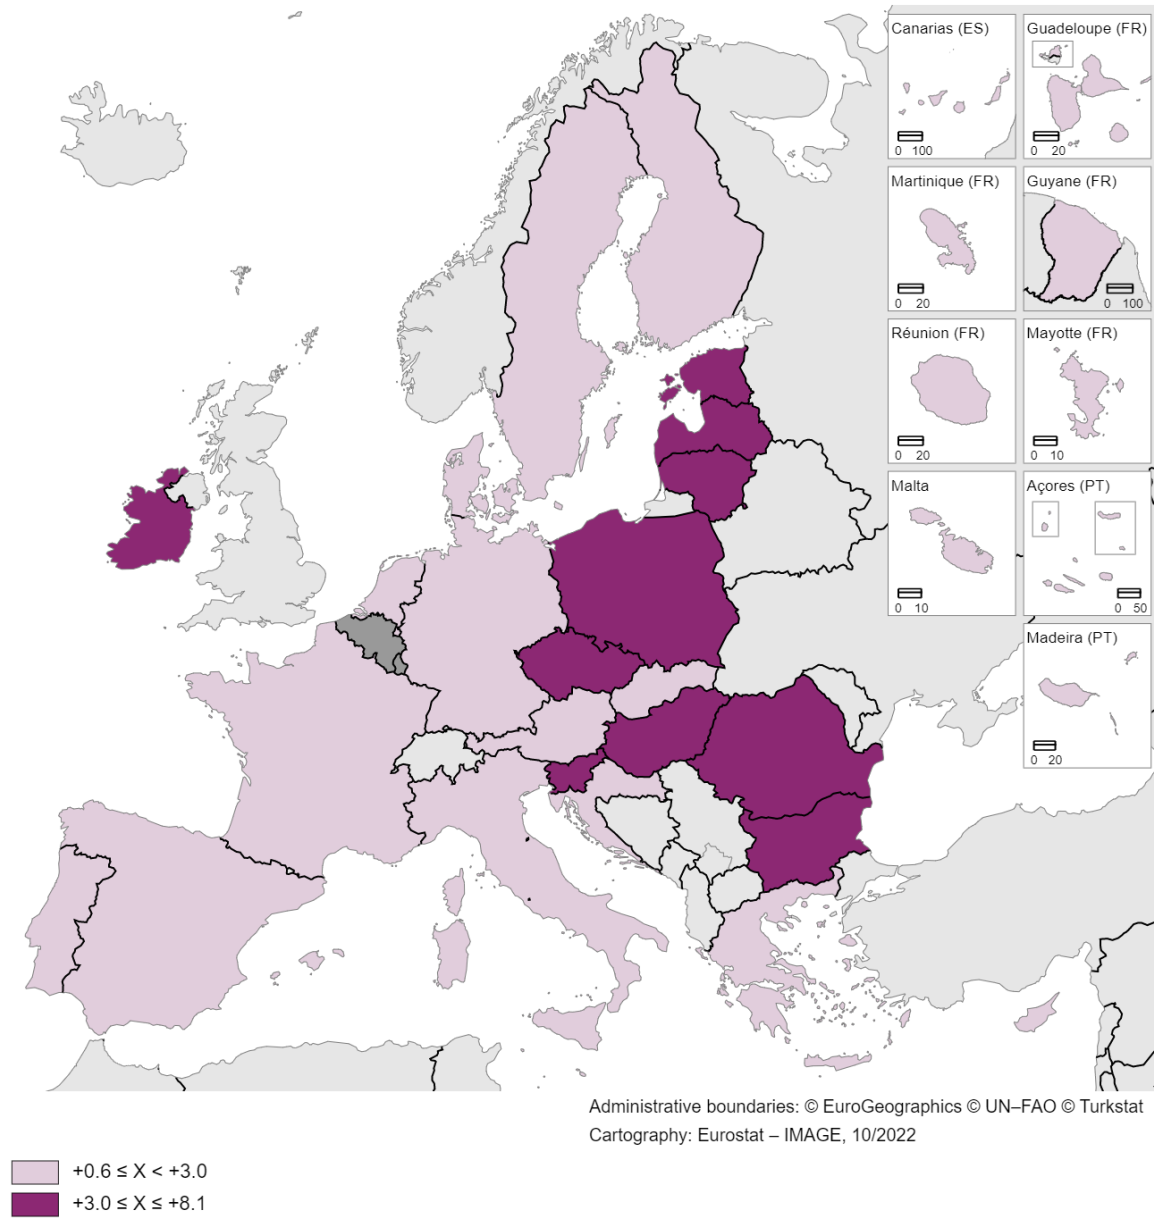 Canarias (ES)
0 100
Guadeloupe (FR)
0 20
Martinique (FR)
0 20
Guyane (FR)
0 100
Réunion (FR)
0 20
Mayotte (FR)
0 10
Malta
0 10
Açores (PT)
0 50
Madeira (PT)
0 20
Administrative boundaries: © EuroGeographics © UN–FAO © Turkstat
Cartography: Eurostat – IMAGE, 10/2022
+0.6 ≤ X < +3.0
+3.0 ≤ X ≤ +8.1